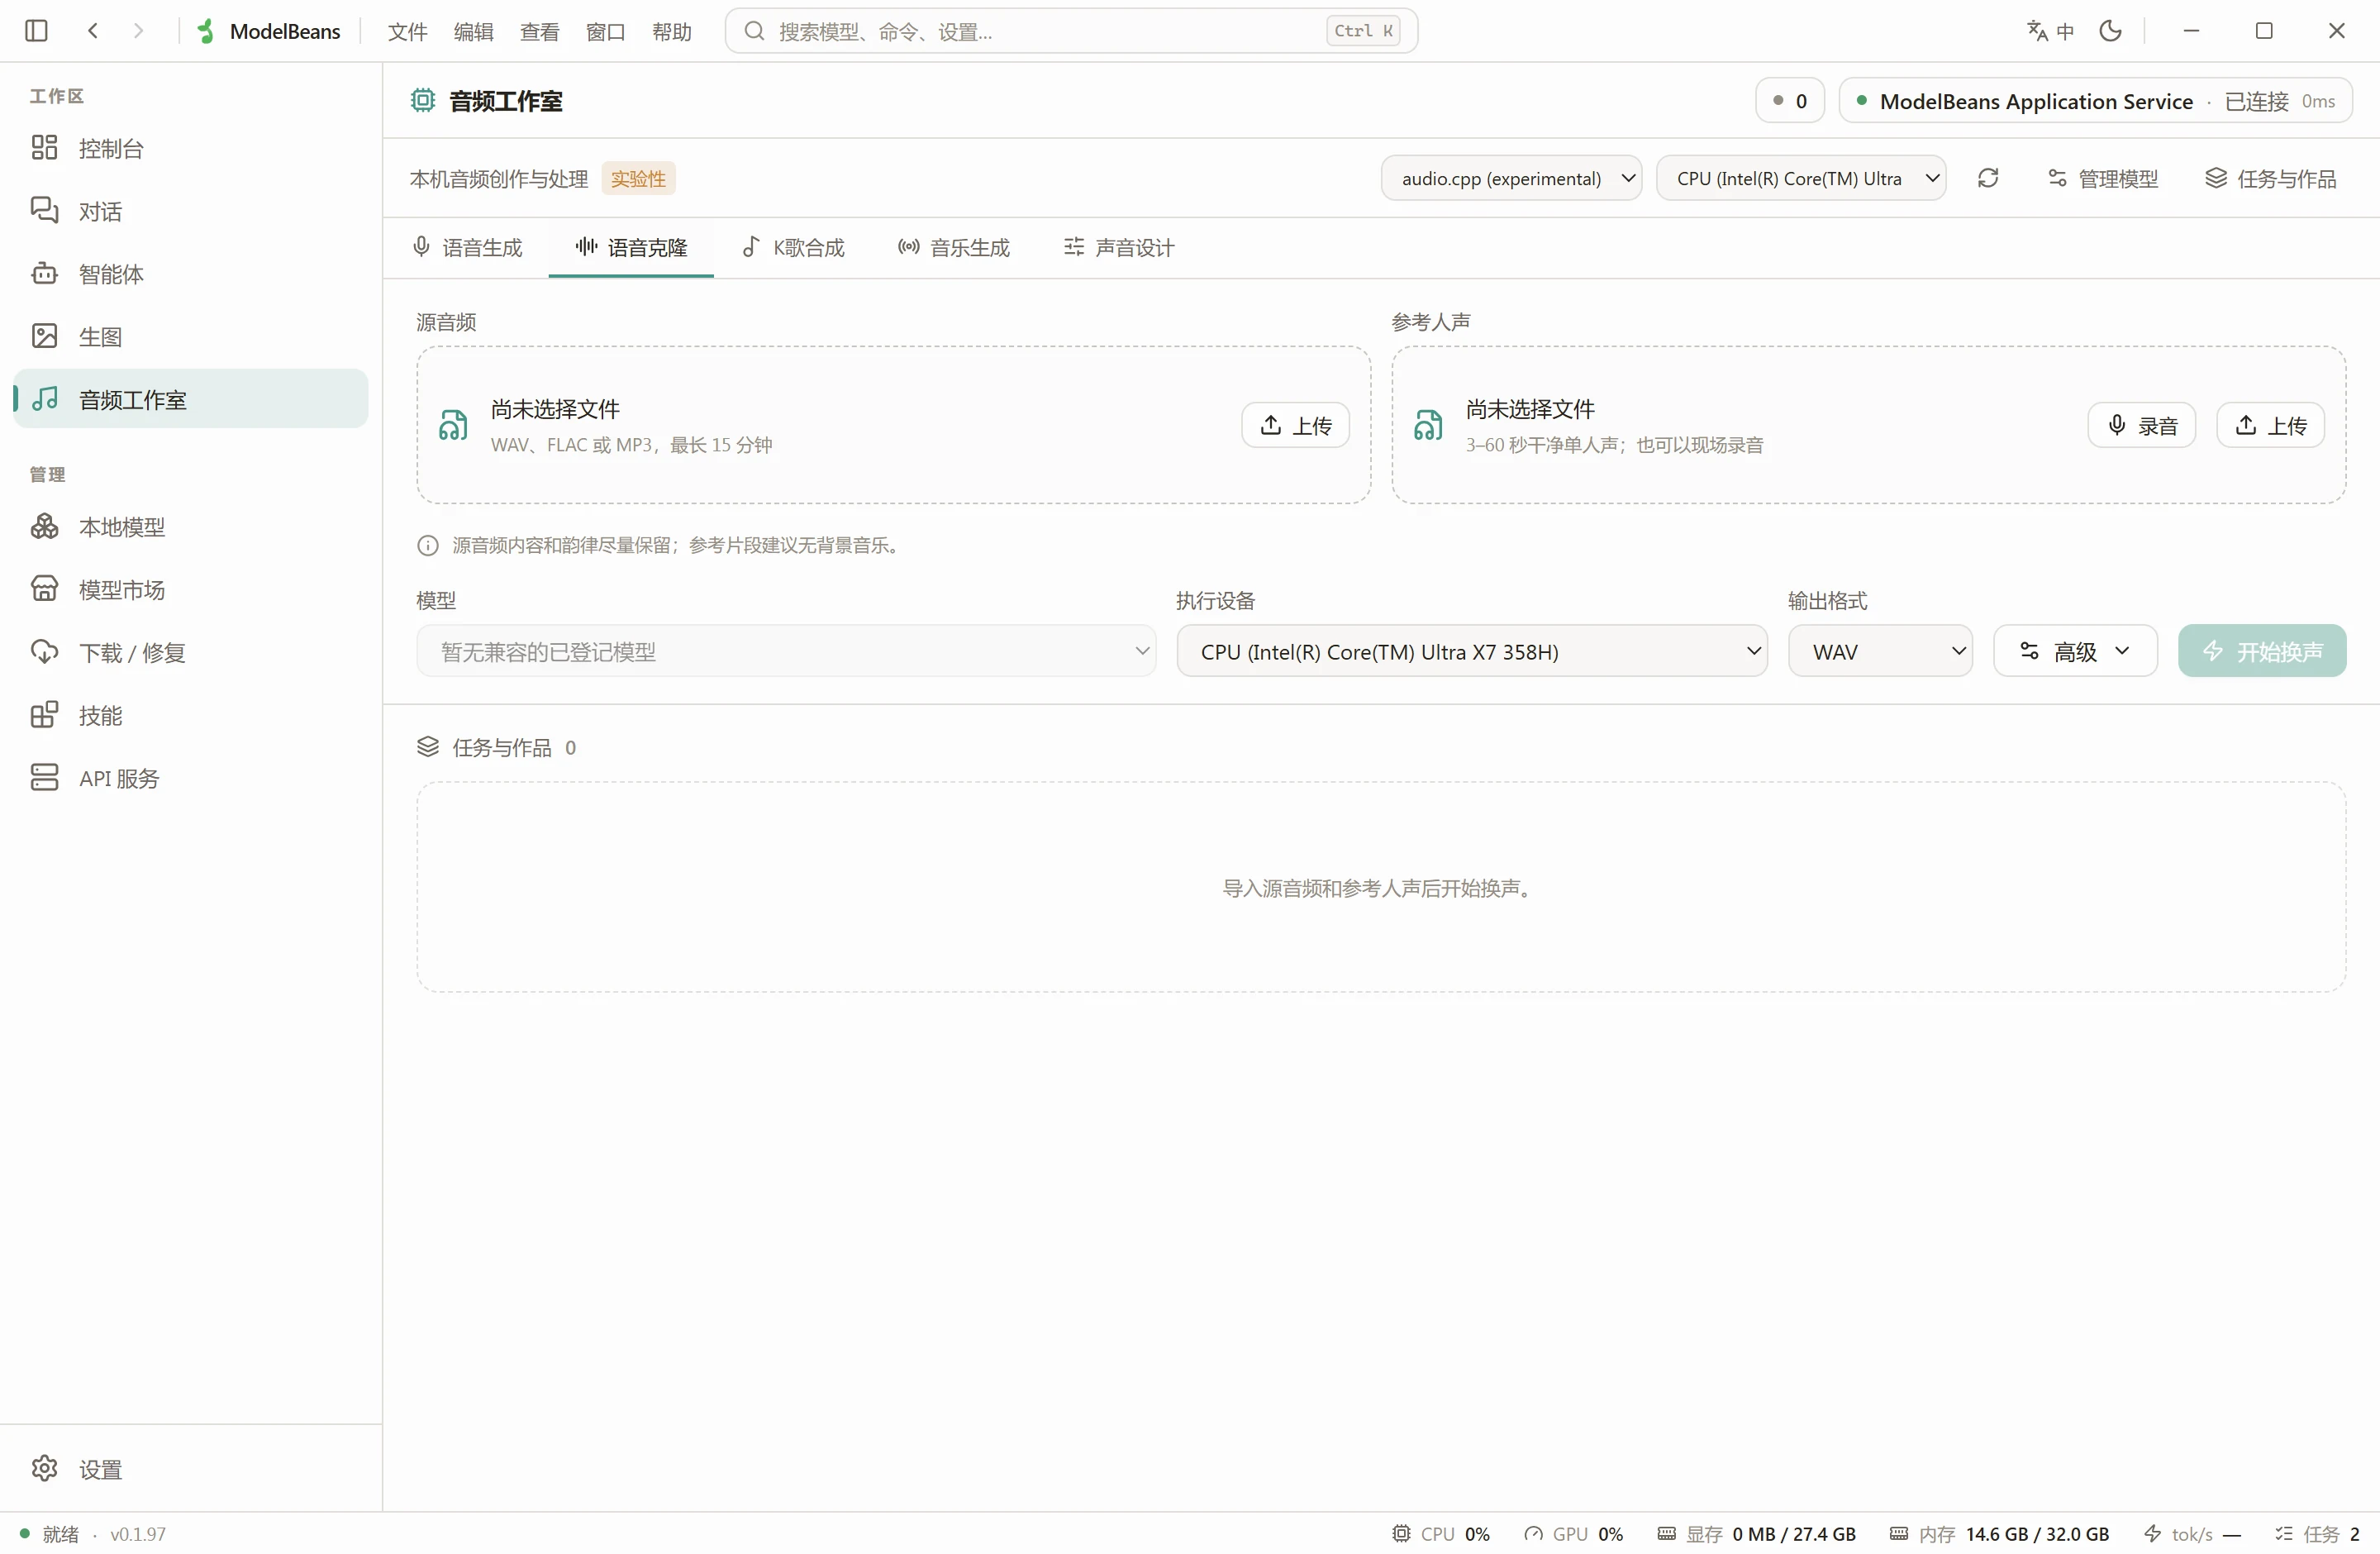 ModelBeans 文件 编辑 查看 窗口 帮助 搜索模型、命令、设置... Ctrl K 中
工作区
控制台
对话
智能体
生图
音频工作室
管理
本地模型
模型市场
下载 / 修复
技能
API 服务
设置
音频工作室 0 ModelBeans Application Service · 已连接 0ms
本机音频创作与处理 实验性 audio.cpp (experimental) CPU (Intel(R) Core(TM) Ultra 管理模型 任务与作品
语音生成 语音克隆 K歌合成 音乐生成 声音设计
源音频
尚未选择文件
WAV、FLAC 或 MP3，最长 15 分钟
上传
参考人声
尚未选择文件
3–60 秒干净单人声；也可以现场录音
录音 上传
源音频内容和韵律尽量保留；参考片段建议无背景音乐。
模型 执行设备 输出格式
暂无兼容的已登记模型 CPU (Intel(R) Core(TM) Ultra X7 358H) WAV 高级 开始换声
任务与作品 0
导入源音频和参考人声后开始换声。
就绪 · v0.1.97 CPU 0% GPU 0% 显存 0 MB / 27.4 GB 内存 14.6 GB / 32.0 GB tok/s — 任务 2